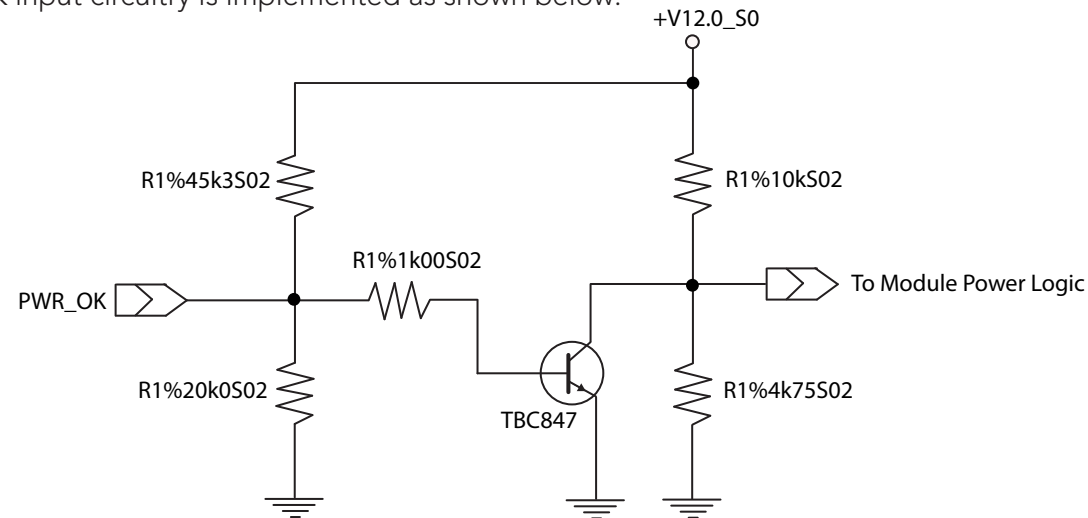 input circuitry is implemented as shown below:
+V12.0_S0
R1%45k3S02
R1%10kS02
R1%1k00S02
PWR_OK
To Module Power Logic
R1%20k0S02
R1%4k75S02
TBC847